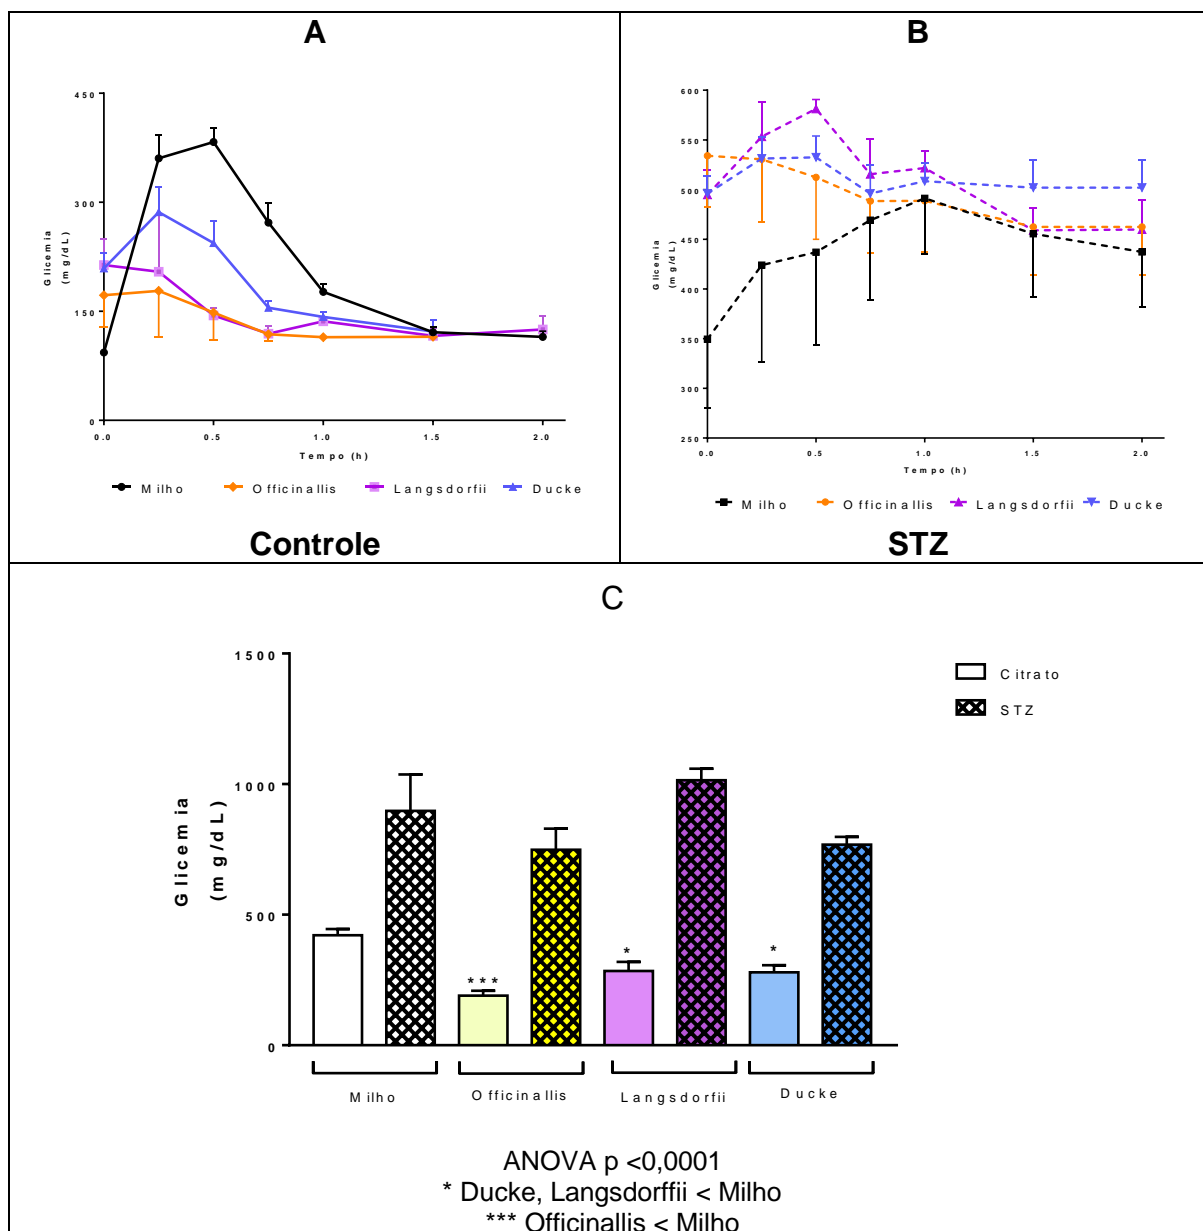 A
450
300
150
0
Glicemia
(mg/dL)
0.0 0.5 1.0 1.5 2.0
Tempo (h)
Milho Officinallis Langsdorfii Ducke
Controle
B
600
550
500
450
400
350
300
250
Glicemia
(mg/dL)
0.0 0.5 1.0 1.5 2.0
Tempo (h)
Milho Officinallis Langsdorfii Ducke
STZ
C
1500
1000
500
0
Glicemia
(mg/dL)
Citrato
STZ
***
*
*
Milho Officinallis Langsdorfii Ducke
ANOVA p <0,0001
* Ducke, Langsdorffii < Milho
*** Officinallis < Milho